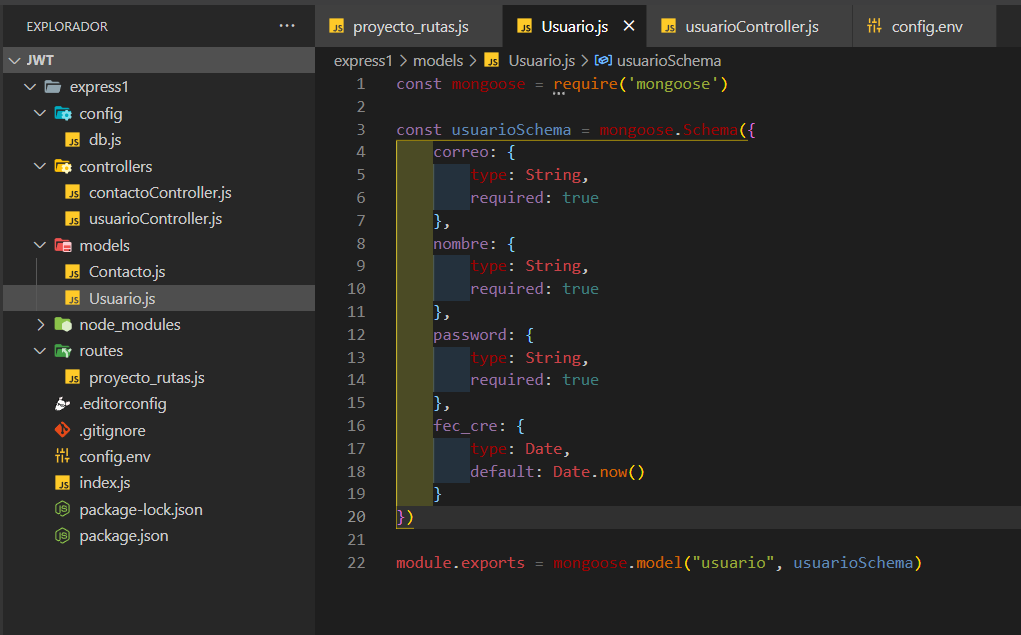 EXPLORADOR ...
JWT
express1
config
db.js
controllers
contactoController.js
usuarioController.js
models
Contacto.js
Usuario.js
node_modules
routes
proyecto_rutas.js
.editorconfig
.gitignore
config.env
index.js
package-lock.json
package.json
JS proyecto_rutas.js JS Usuario.js × JS usuarioController.js config.env
express1 > models > JS Usuario.js > usuarioSchema
1 const mongoose = require('mongoose')
2
3 const usuarioSchema = mongoose.Schema({
4 correo: {
5 type: String,
6 required: true
7 },
8 nombre: {
9 type: String,
10 required: true
11 },
12 password: {
13 type: String,
14 required: true
15 },
16 fec_cre: {
17 type: Date,
18 default: Date.now()
19 }
20 })
21
22 module.exports = mongoose.model("usuario", usuarioSchema)